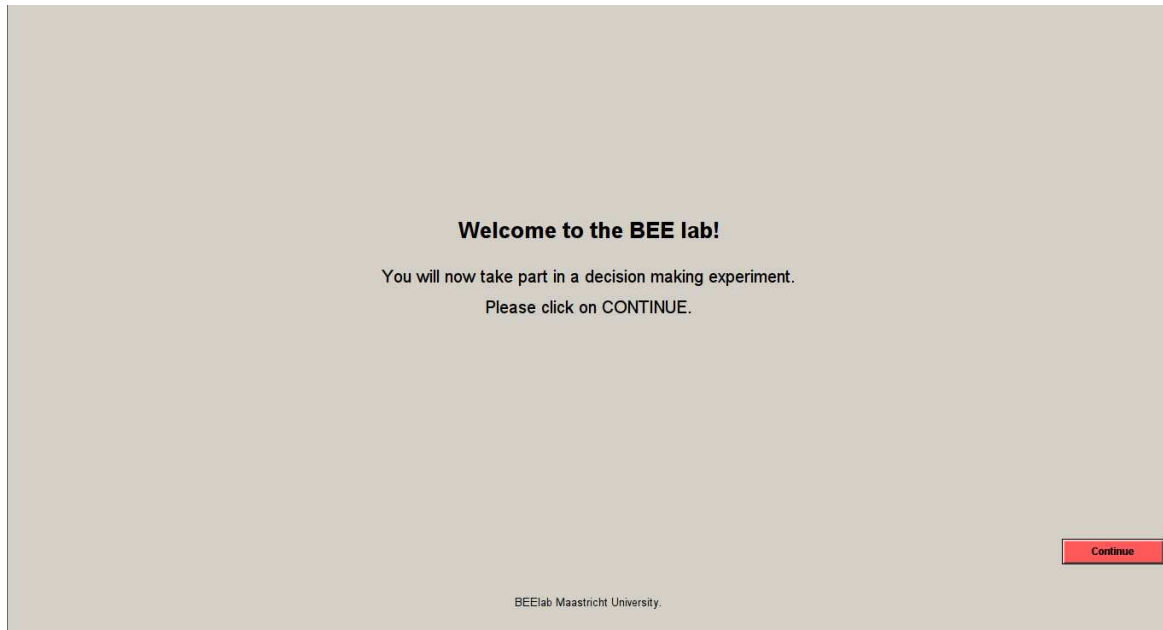 Welcome to the BEE lab!
You will now take part in a decision making experiment.
Please click on CONTINUE.
Continue
BEElab Maastricht University.